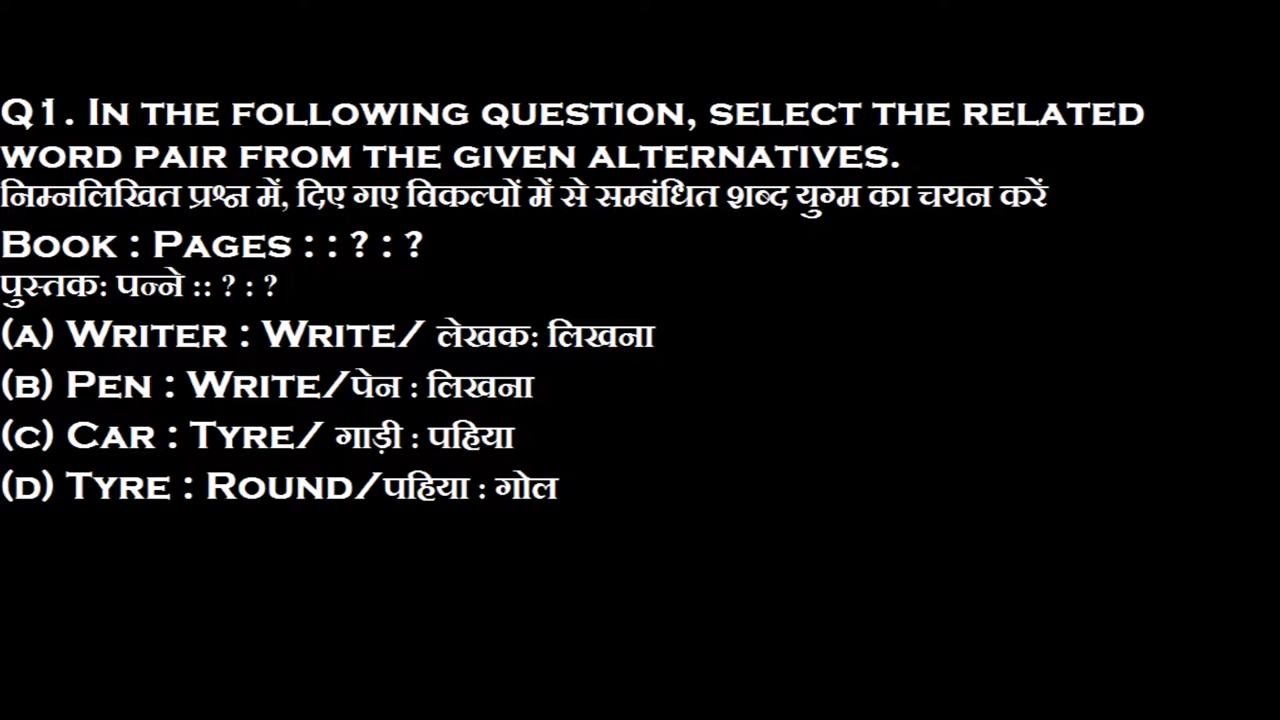 Q1. In the following question, select the related
word pair from the given alternatives.
निम्नलिखित प्रश्न में, दिए गए विकल्पों में से सम्बंधित शब्द युग्म का चयन करें
Book : Pages : : ? : ?
पुस्तक: पन्ने :: ? : ?
(a) Writer : Write/ लेखक: लिखना
(b) Pen : Write/पेन : लिखना
(c) Car : Tyre/ गाड़ी : पहिया
(d) Tyre : Round/पहिया : गोल